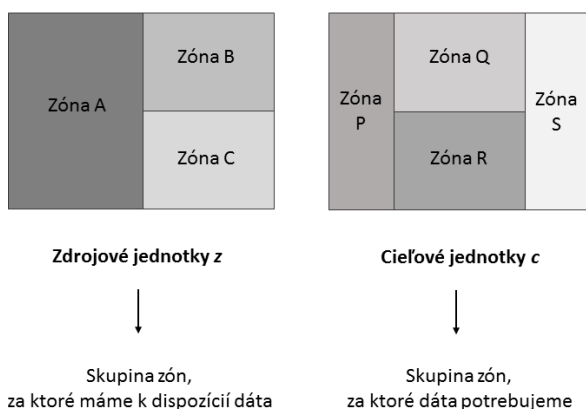 Zóna A
Zóna B
Zóna C
Zóna
P
Zóna Q
Zóna R
Zóna
S
Zdrojové jednotky z
Cieľové jednotky c
Skupina zón,
za ktoré máme k dispozícií dáta
Skupina zón,
za ktoré dáta potrebujeme